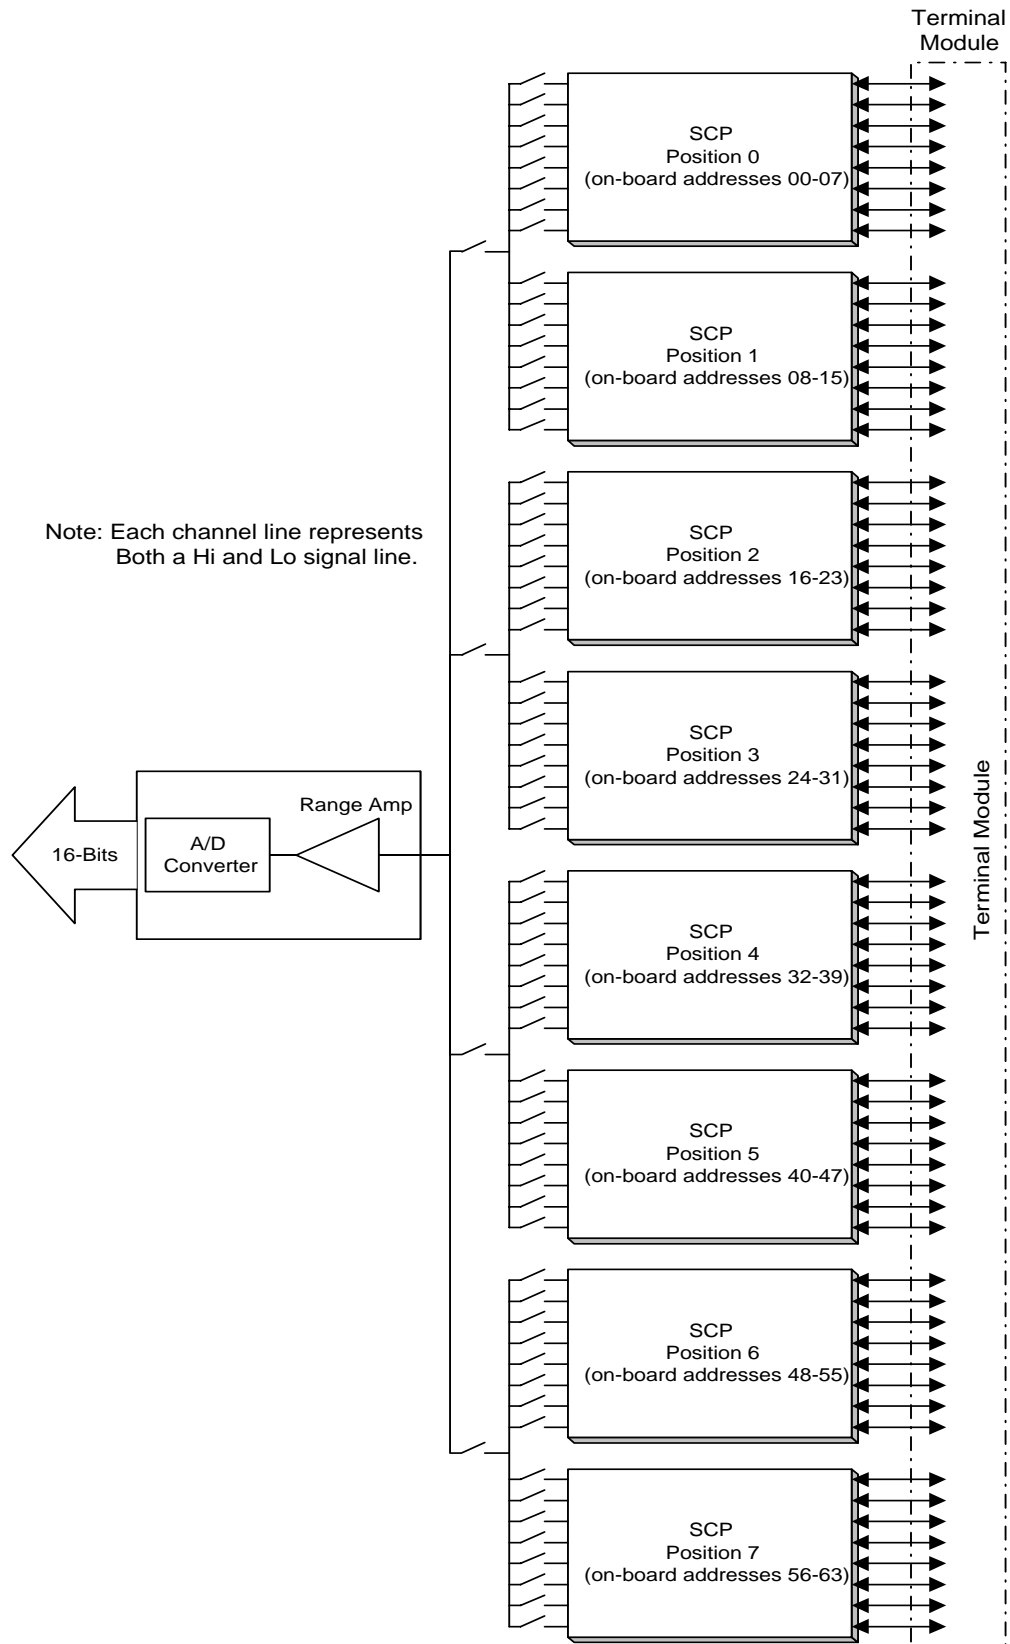 Terminal
Module
SCP
Position 0
(on-board addresses 00-07)
SCP
Position 1
(on-board addresses 08-15)
Note: Each channel line represents
Both a Hi and Lo signal line.
SCP
Position 2
(on-board addresses 16-23)
SCP
Position 3
(on-board addresses 24-31)
Terminal Module
Range Amp
16-Bits
A/D
Converter
SCP
Position 4
(on-board addresses 32-39)
SCP
Position 5
(on-board addresses 40-47)
SCP
Position 6
(on-board addresses 48-55)
SCP
Position 7
(on-board addresses 56-63)